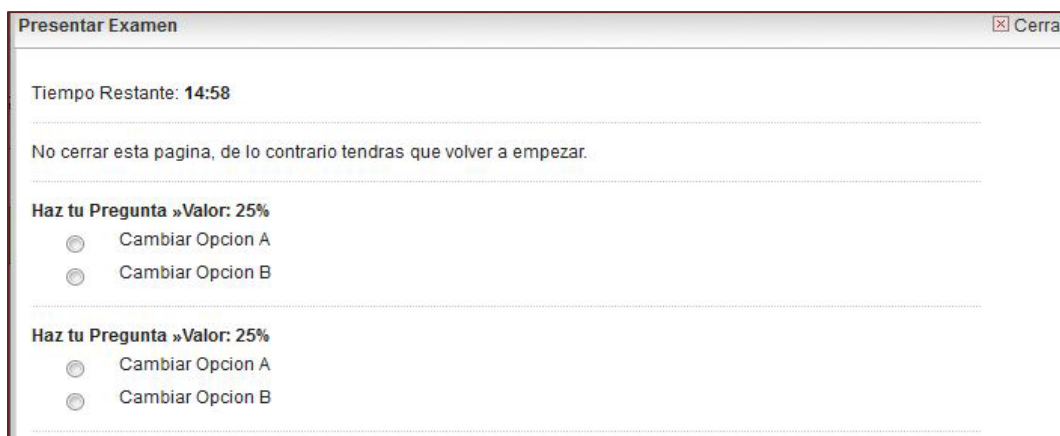 Presentar Examen
Cerra
Tiempo Restante: 14:58
No cerrar esta pagina, de lo contrario tendras que volver a empezar.
Haz tu Pregunta »Valor: 25%
Cambiar Opcion A
Cambiar Opcion B
Haz tu Pregunta »Valor: 25%
Cambiar Opcion A
Cambiar Opcion B